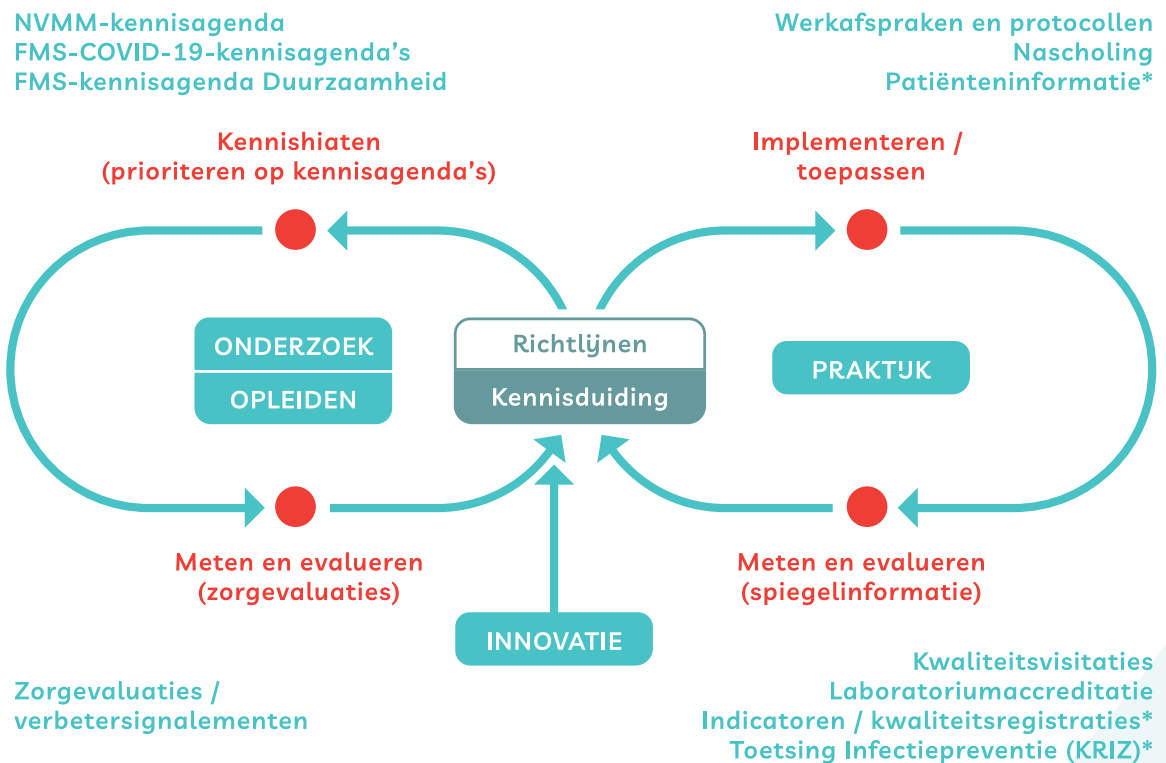 NVMM-kennisagenda
FMS-COVID-19-kennisagenda’s
FMS-kennisagenda Duurzaamheid
Werkafspraken en protocollen
Nascholing
Patiënteninformatie*
Kennishiaten
(prioriteren op kennisagenda’s)
Implementeren /
toepassen
ONDERZOEK
OPLEIDEN
Richtlijnen
Kennisduiding
PRAKTIJK
Meten en evalueren
(zorgevaluaties)
Meten en evalueren
(spiegelinformatie)
INNOVATIE
Zorgevaluaties /
verbetersignalementen
Kwaliteitsvisitaties
Laboratoriumaccreditatie
Indicatoren / kwaliteitsregistraties*
Toetsing Infectiepreventie (KRIZ)*